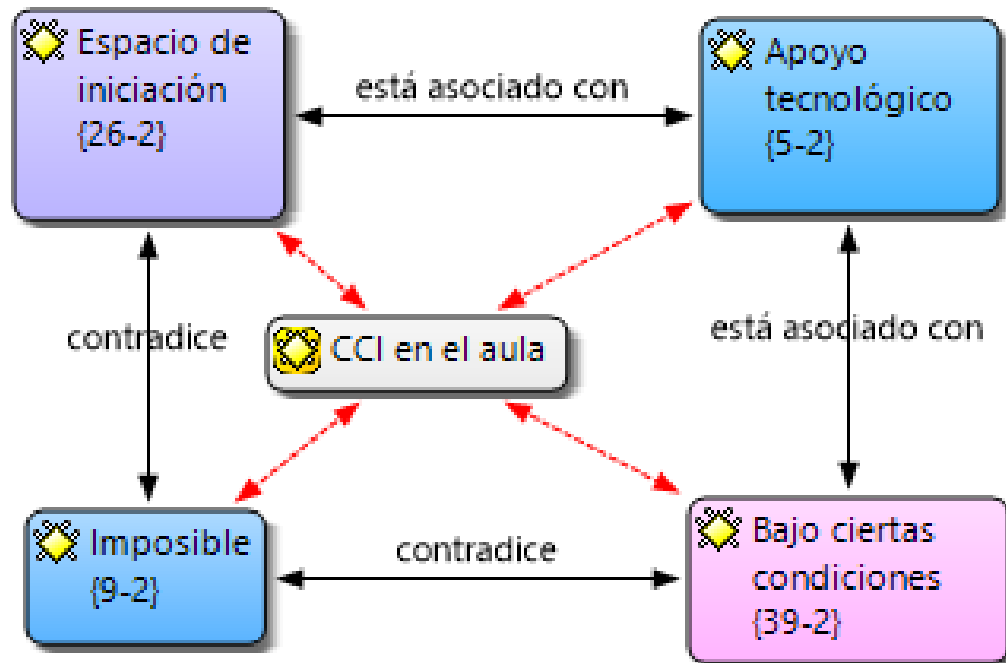 Espacio de
iniciación
{26-2}
está asociado con
Apoyo
tecnológico
{5-2}
contradice
CCI en el aula
está asociado con
Imposible
{9-2}
contradice
Bajo ciertas
condiciones
{39-2}